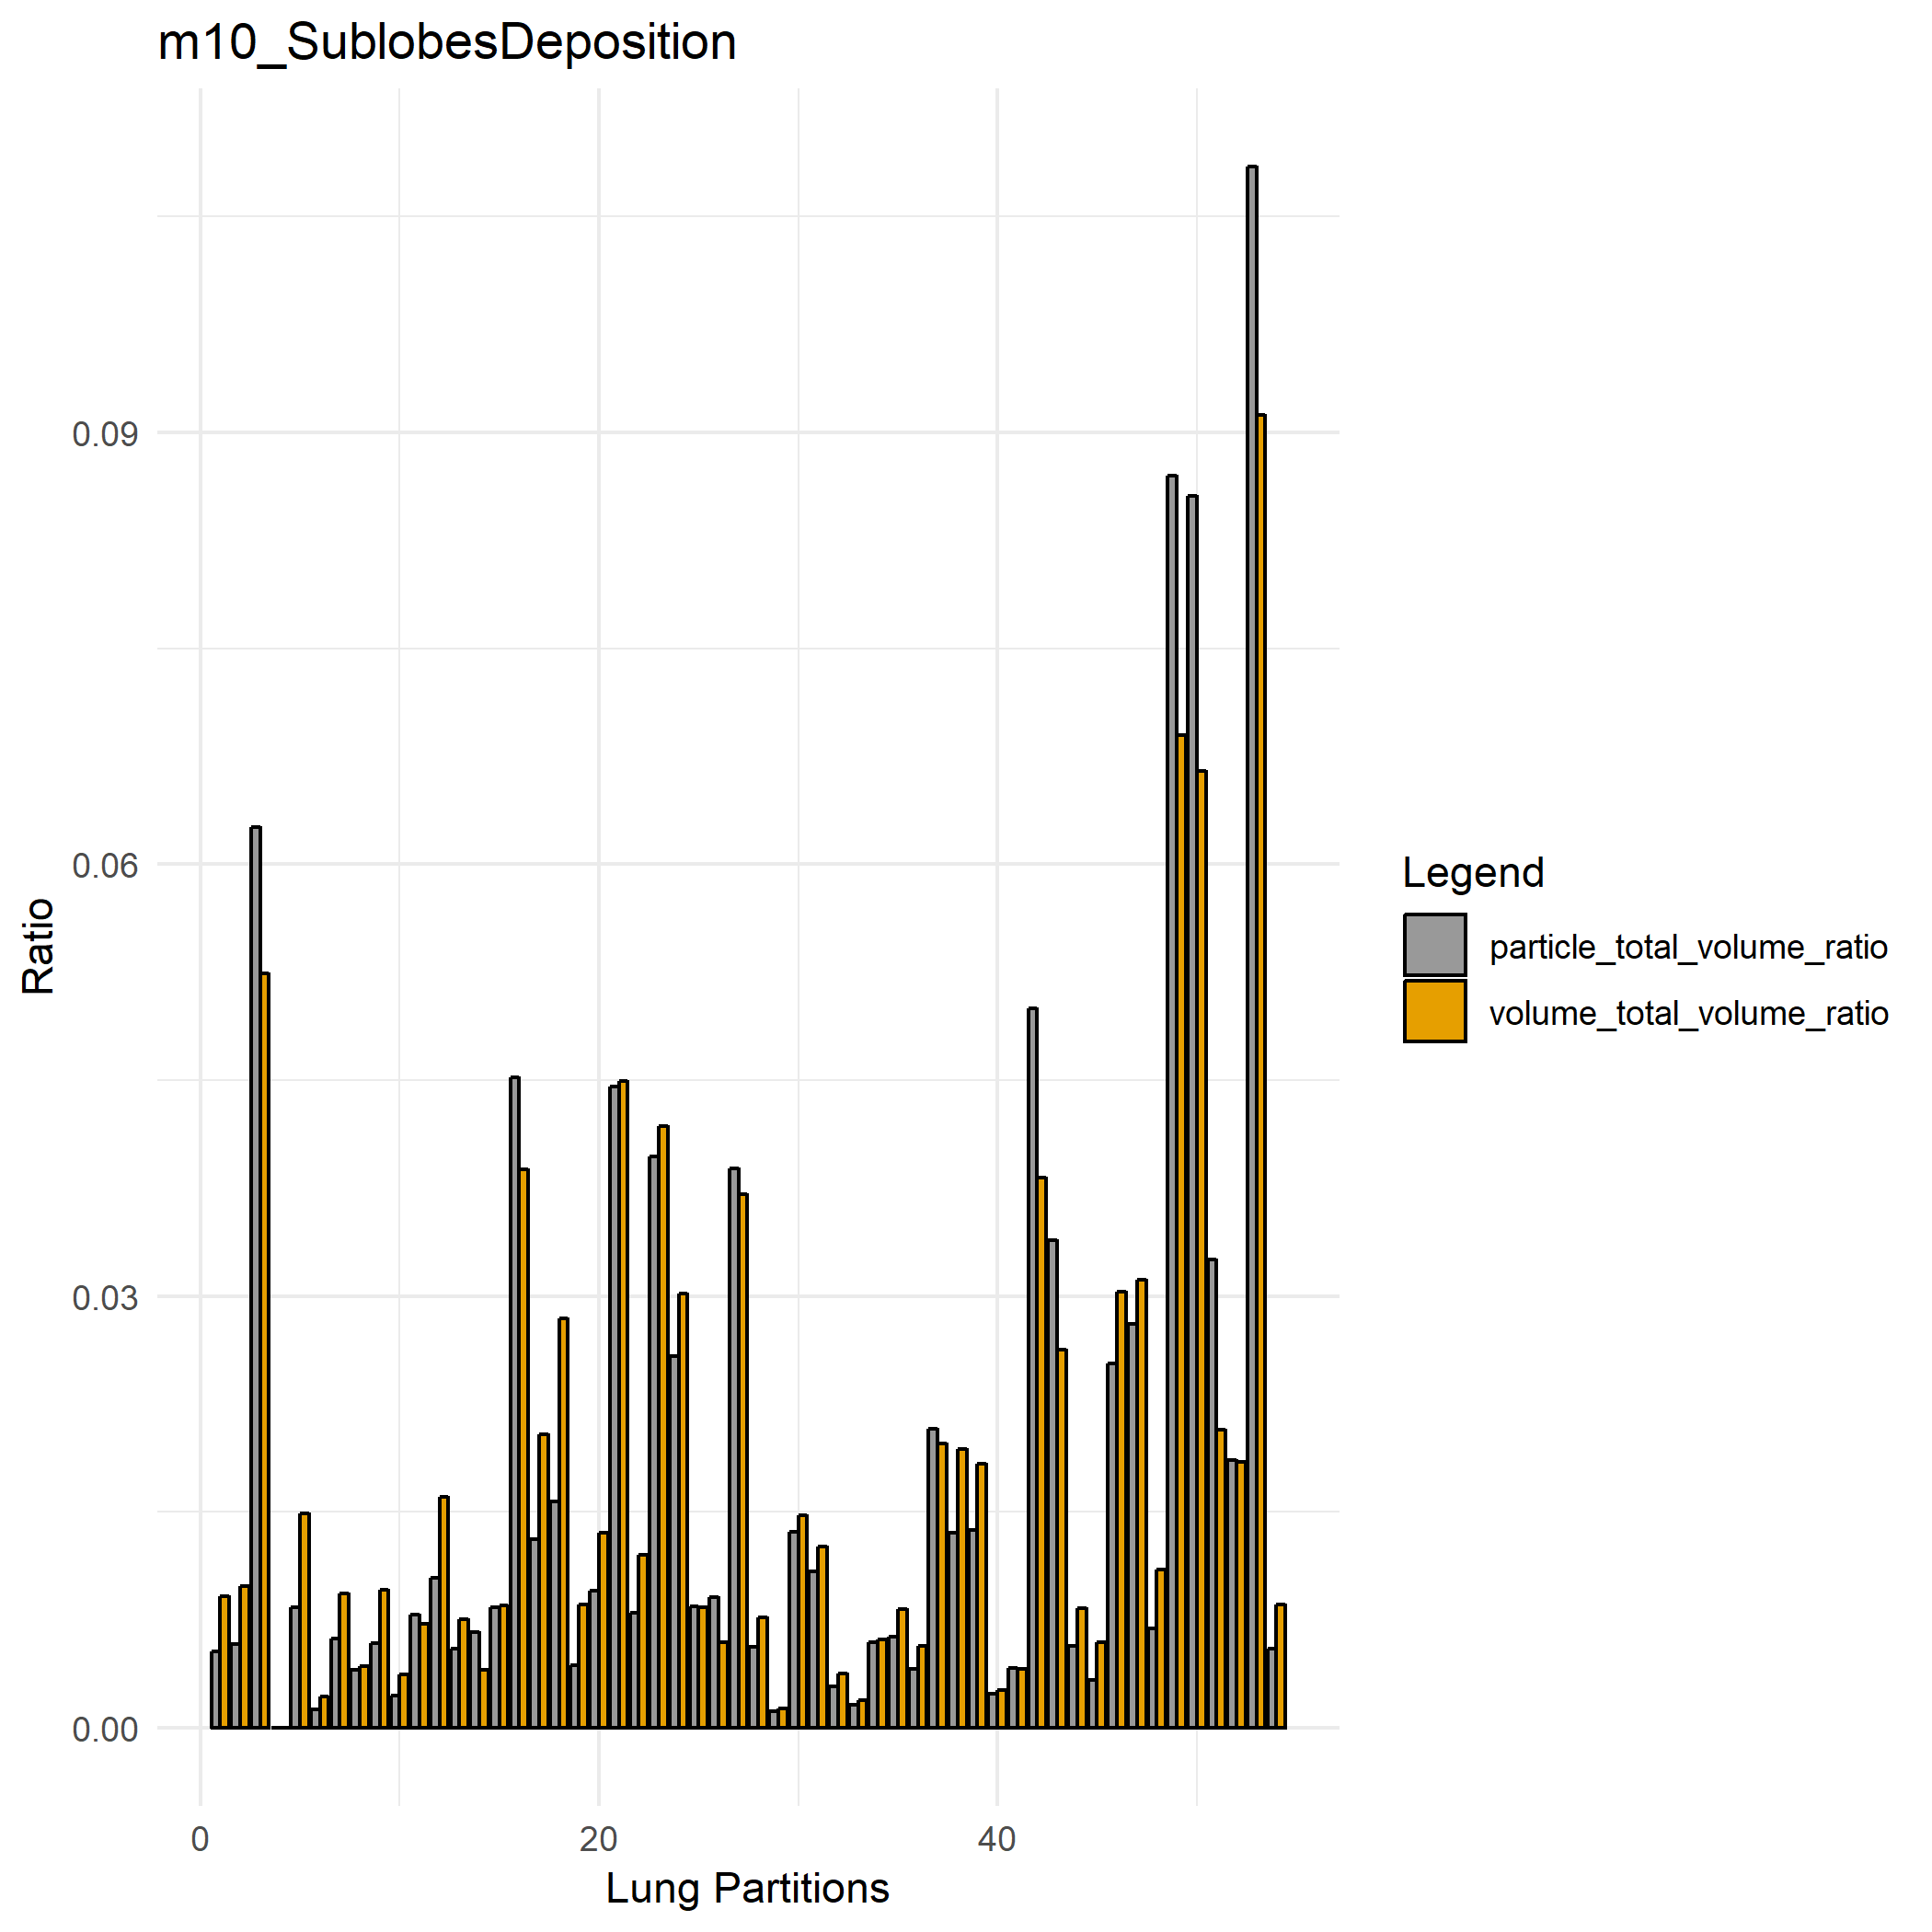 m10_SublobesDeposition
0.09
0.06
0.03
0.00
Ratio
0
20
40
Lung Partitions
Legend
particle_total_volume_ratio
volume_total_volume_ratio